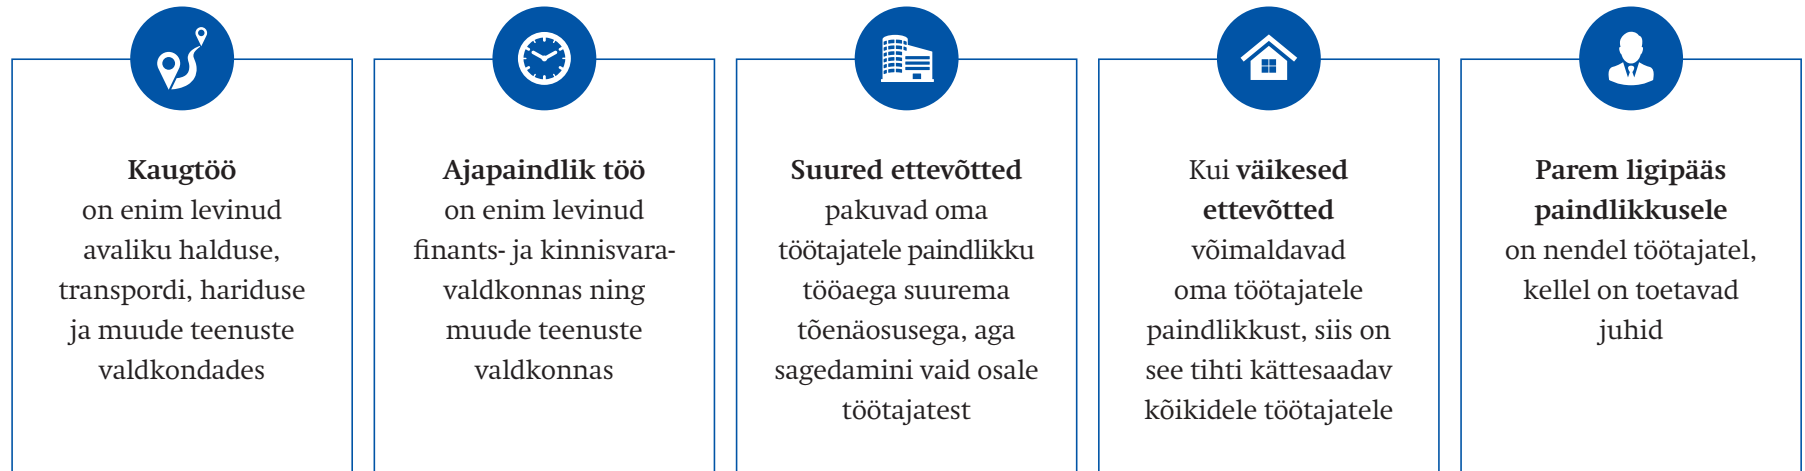 Kaugtöö
on enim levinud
avaliku halduse,
transpordi, hariduse
ja muude teenuste
valdkondades
Ajapaindlik töö
on enim levinud
finants- ja kinnisvara-
valdkonnas ning
muude teenuste
valdkonnas
Suured ettevõtted
pakuvad oma
töötajatele paindlikku
tööaega suurema
tõenäosusega, aga
sagedamini vaid osale
töötajatest
Kui väikesed
ettevõtted
võimaldavad
oma töötajatele
paindlikkust, siis on
see tihti kättesaadav
kõikidele töötajatele
Parem ligipääs
paindlikkusele
on nendel töötajatel,
kellel on toetavad
juhid